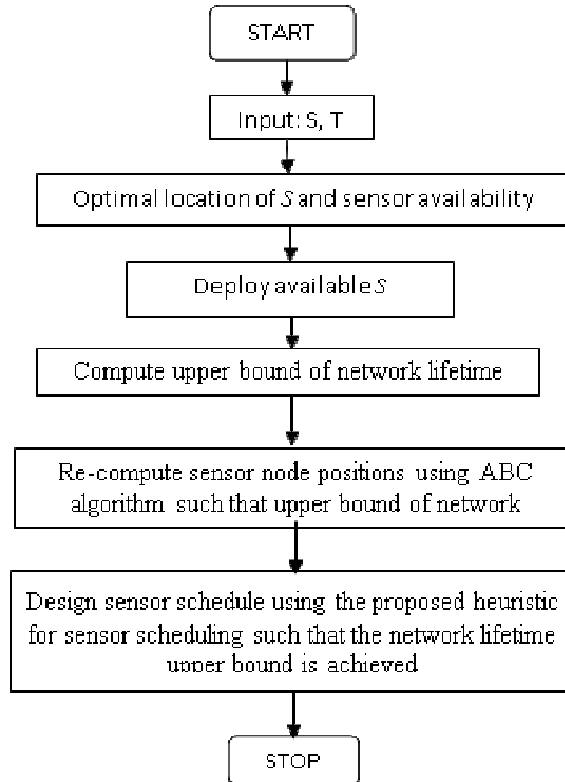 START
Input: S, T
Optimal location of S and sensor availability
Deploy available S
Compute upper bound of network lifetime
Re-compute sensor node positions using ABC
algorithm such that upper bound of network
Design sensor schedule using the proposed heuristic
for sensor scheduling such that the network lifetime
upper bound is achieved
STOP